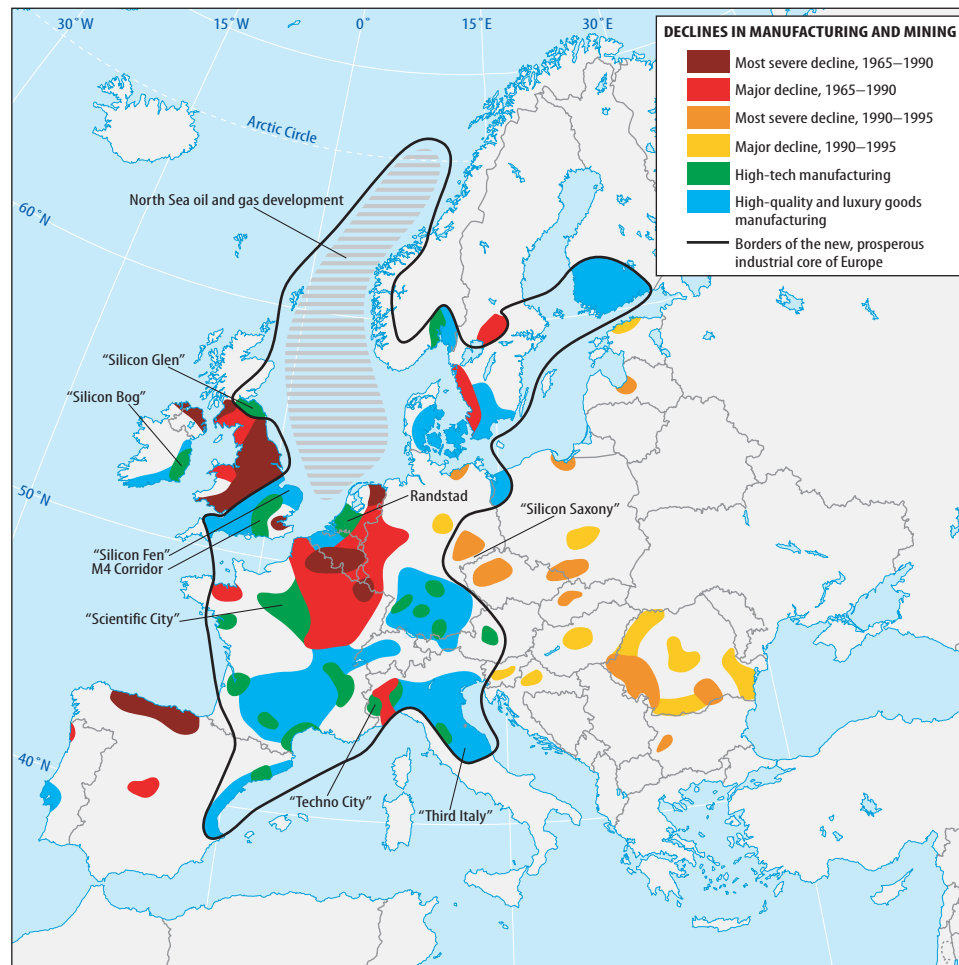 30°W
15°W
0°
15°E
30°E
DECLINES IN MANUFACTURING AND MINING
Most severe decline, 1965–1990
Major decline, 1965–1990
Most severe decline, 1990–1995
Major decline, 1990–1995
High-tech manufacturing
High-quality and luxury goods
manufacturing
Borders of the new, prosperous
industrial core of Europe
Arctic Circle
60°N
North Sea oil and gas development
"Silicon Glen"
"Silicon Bog"
50°N
Randstad
"Silicon Saxony"
"Silicon Fen"
M4 Corridor
"Scientific City"
40°N
"Techno City"
"Third Italy"
0°
15°E